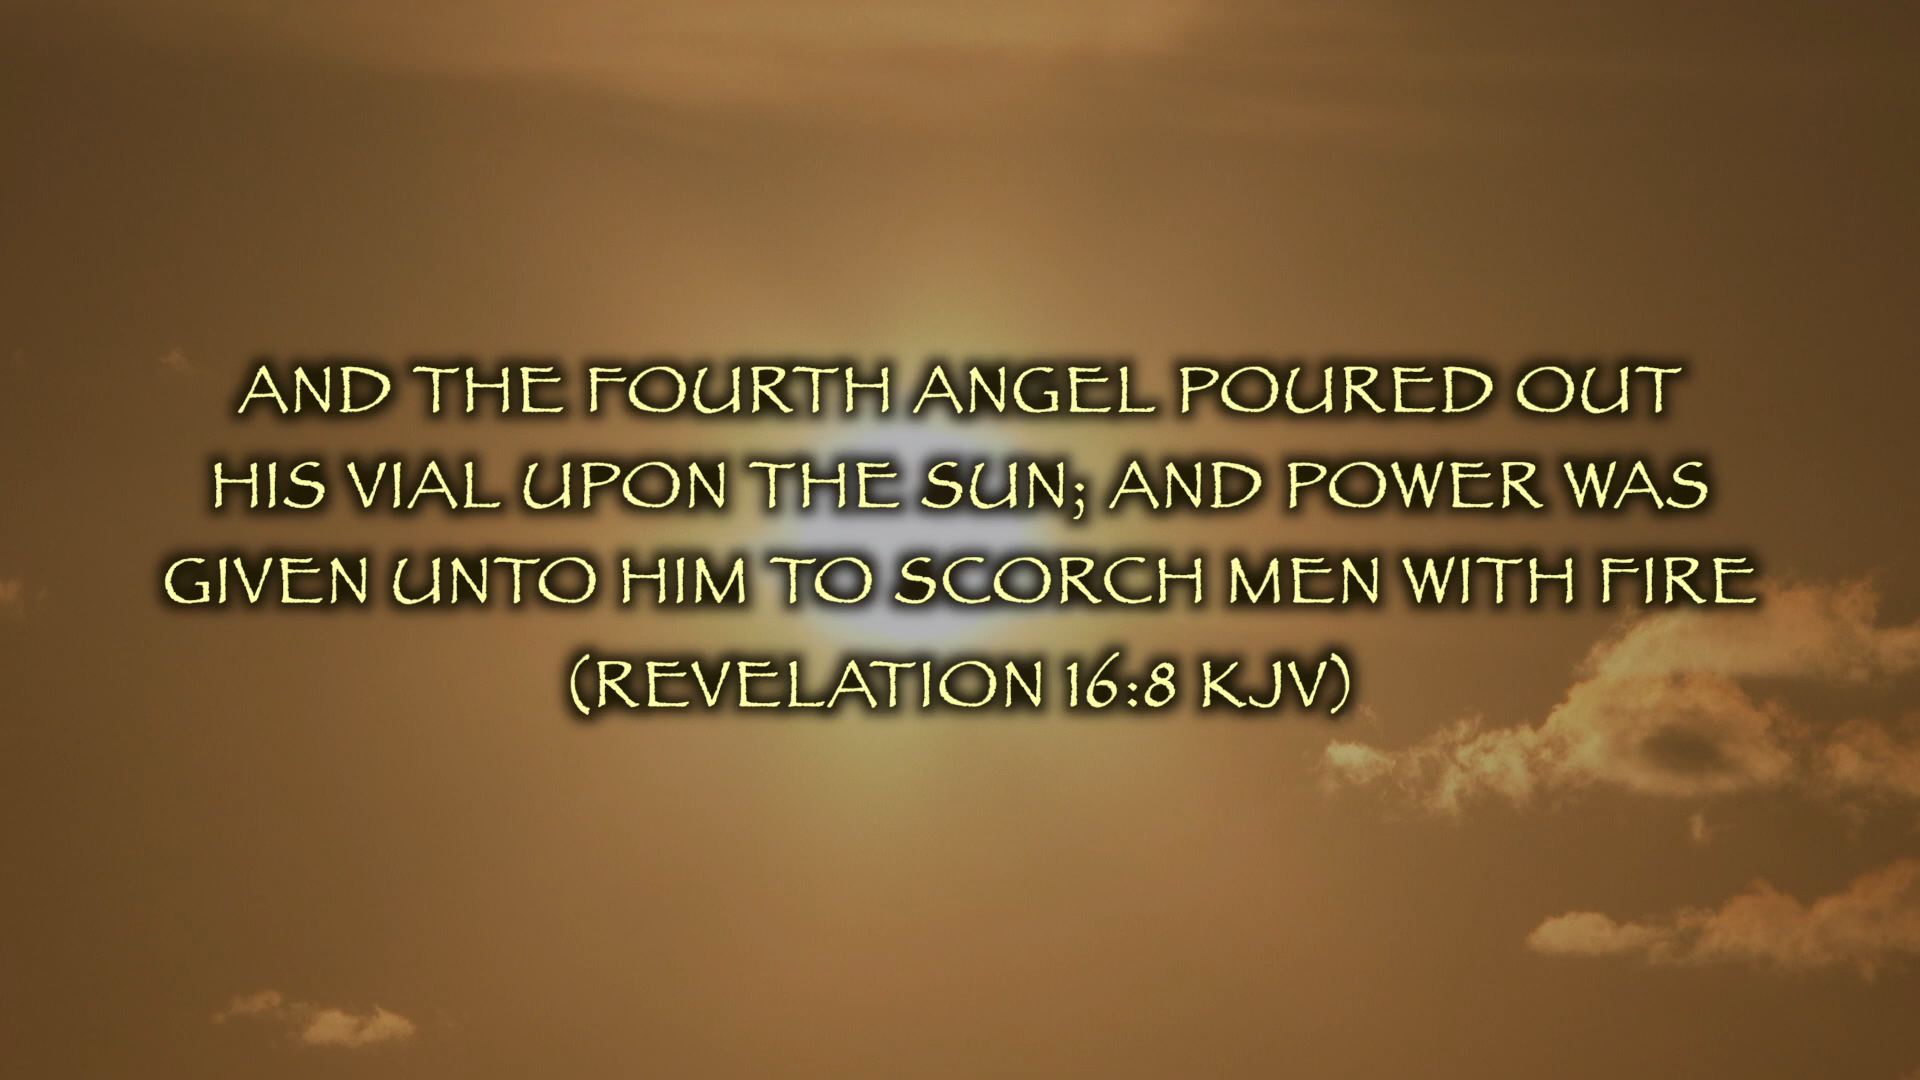 AND THE FOURTH ANGEL POURED OUT
HIS VIAL UPON THE SUN; AND POWER WAS
GIVEN UNTO HIM TO SCORCH MEN WITH FIRE
(REVELATION 16:8 KJV)